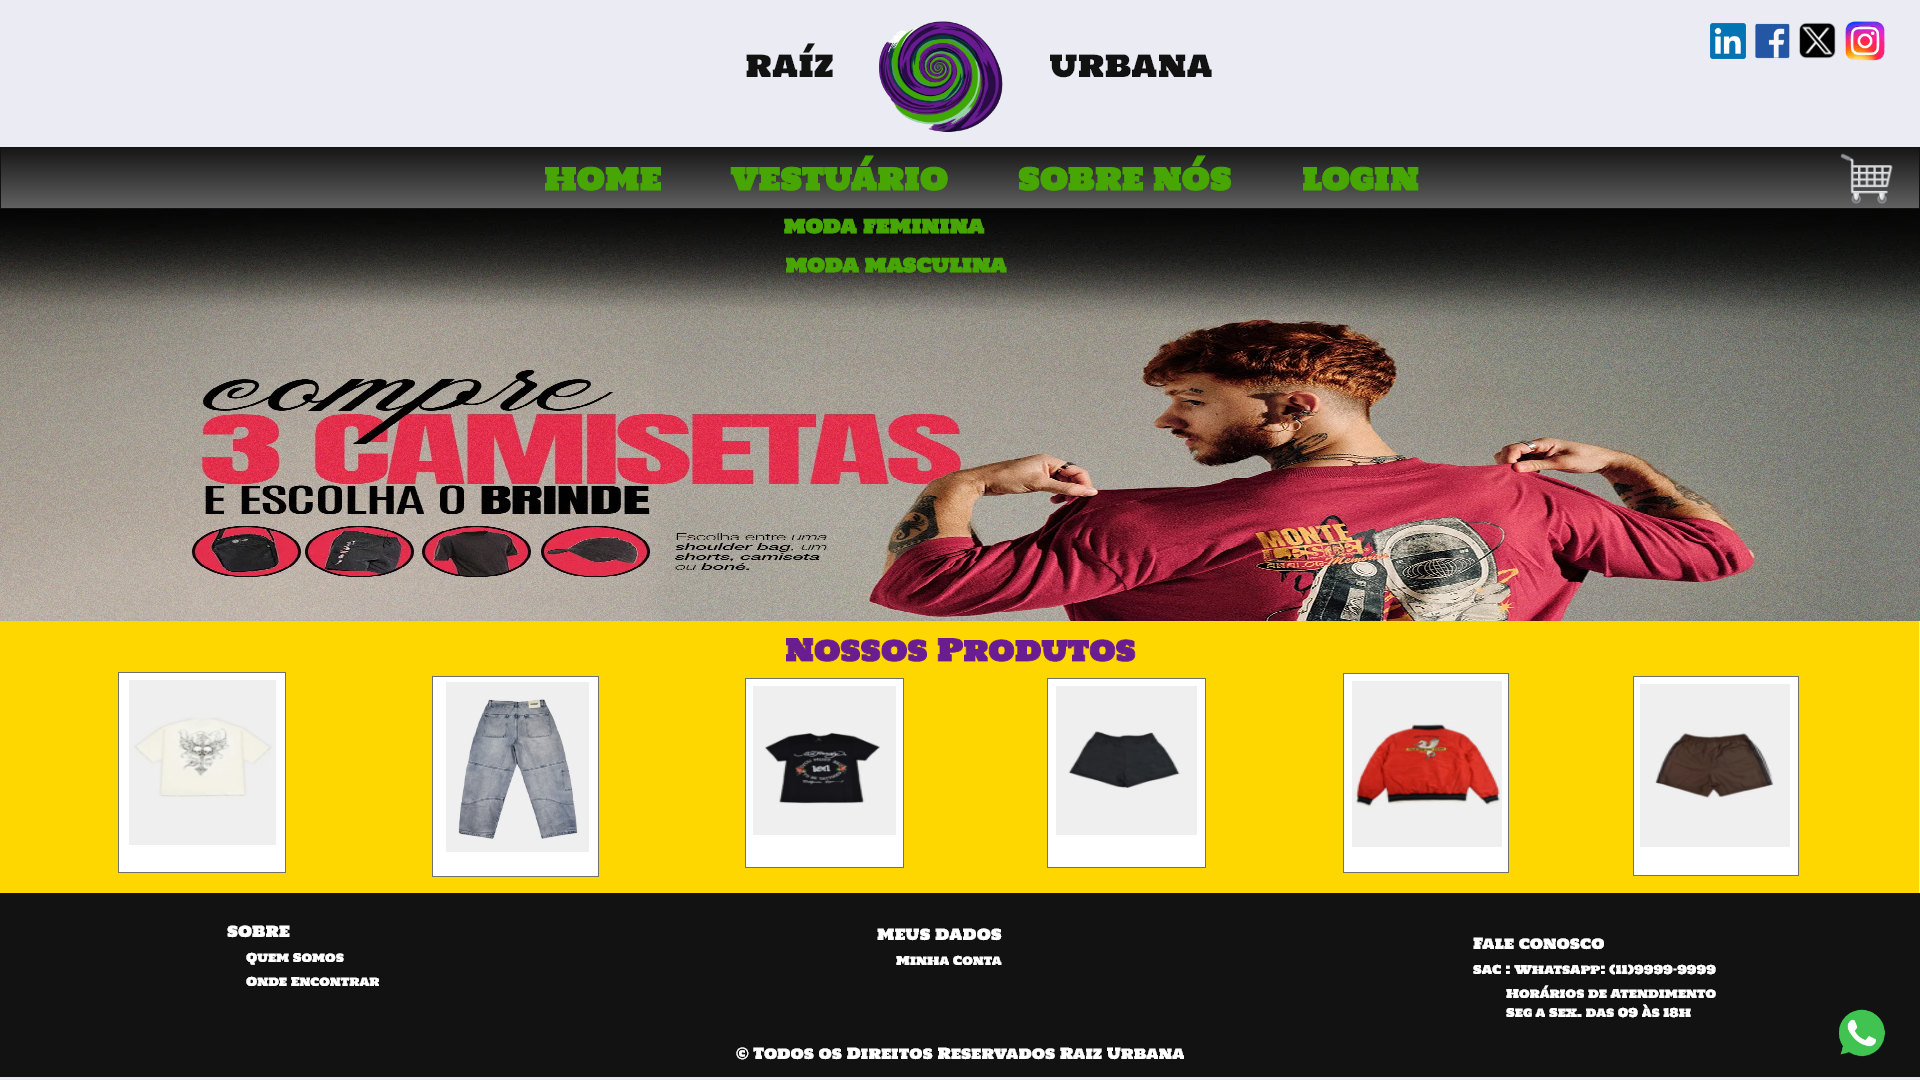 RAÍZ URBANA
HOME VESTUÁRIO SOBRE NÓS LOGIN
MODA FEMININA
MODA MASCULINA
compre
3 CAMISETAS
E ESCOLHA O BRINDE
Escolha entre uma
shoulder bag, um
shorts, camiseta
ou boné.
MONTE
ANALOG Memories
Nossos Produtos
SOBRE
Quem Somos
Onde Encontrar
MEUS DADOS
Minha Conta
Fale conosco
SAC : WhatsApp: (11)9999-9999
Horários de Atendimento
Seg a Sex. das 09 às 18h
© Todos os Direitos Reservados Raiz Urbana